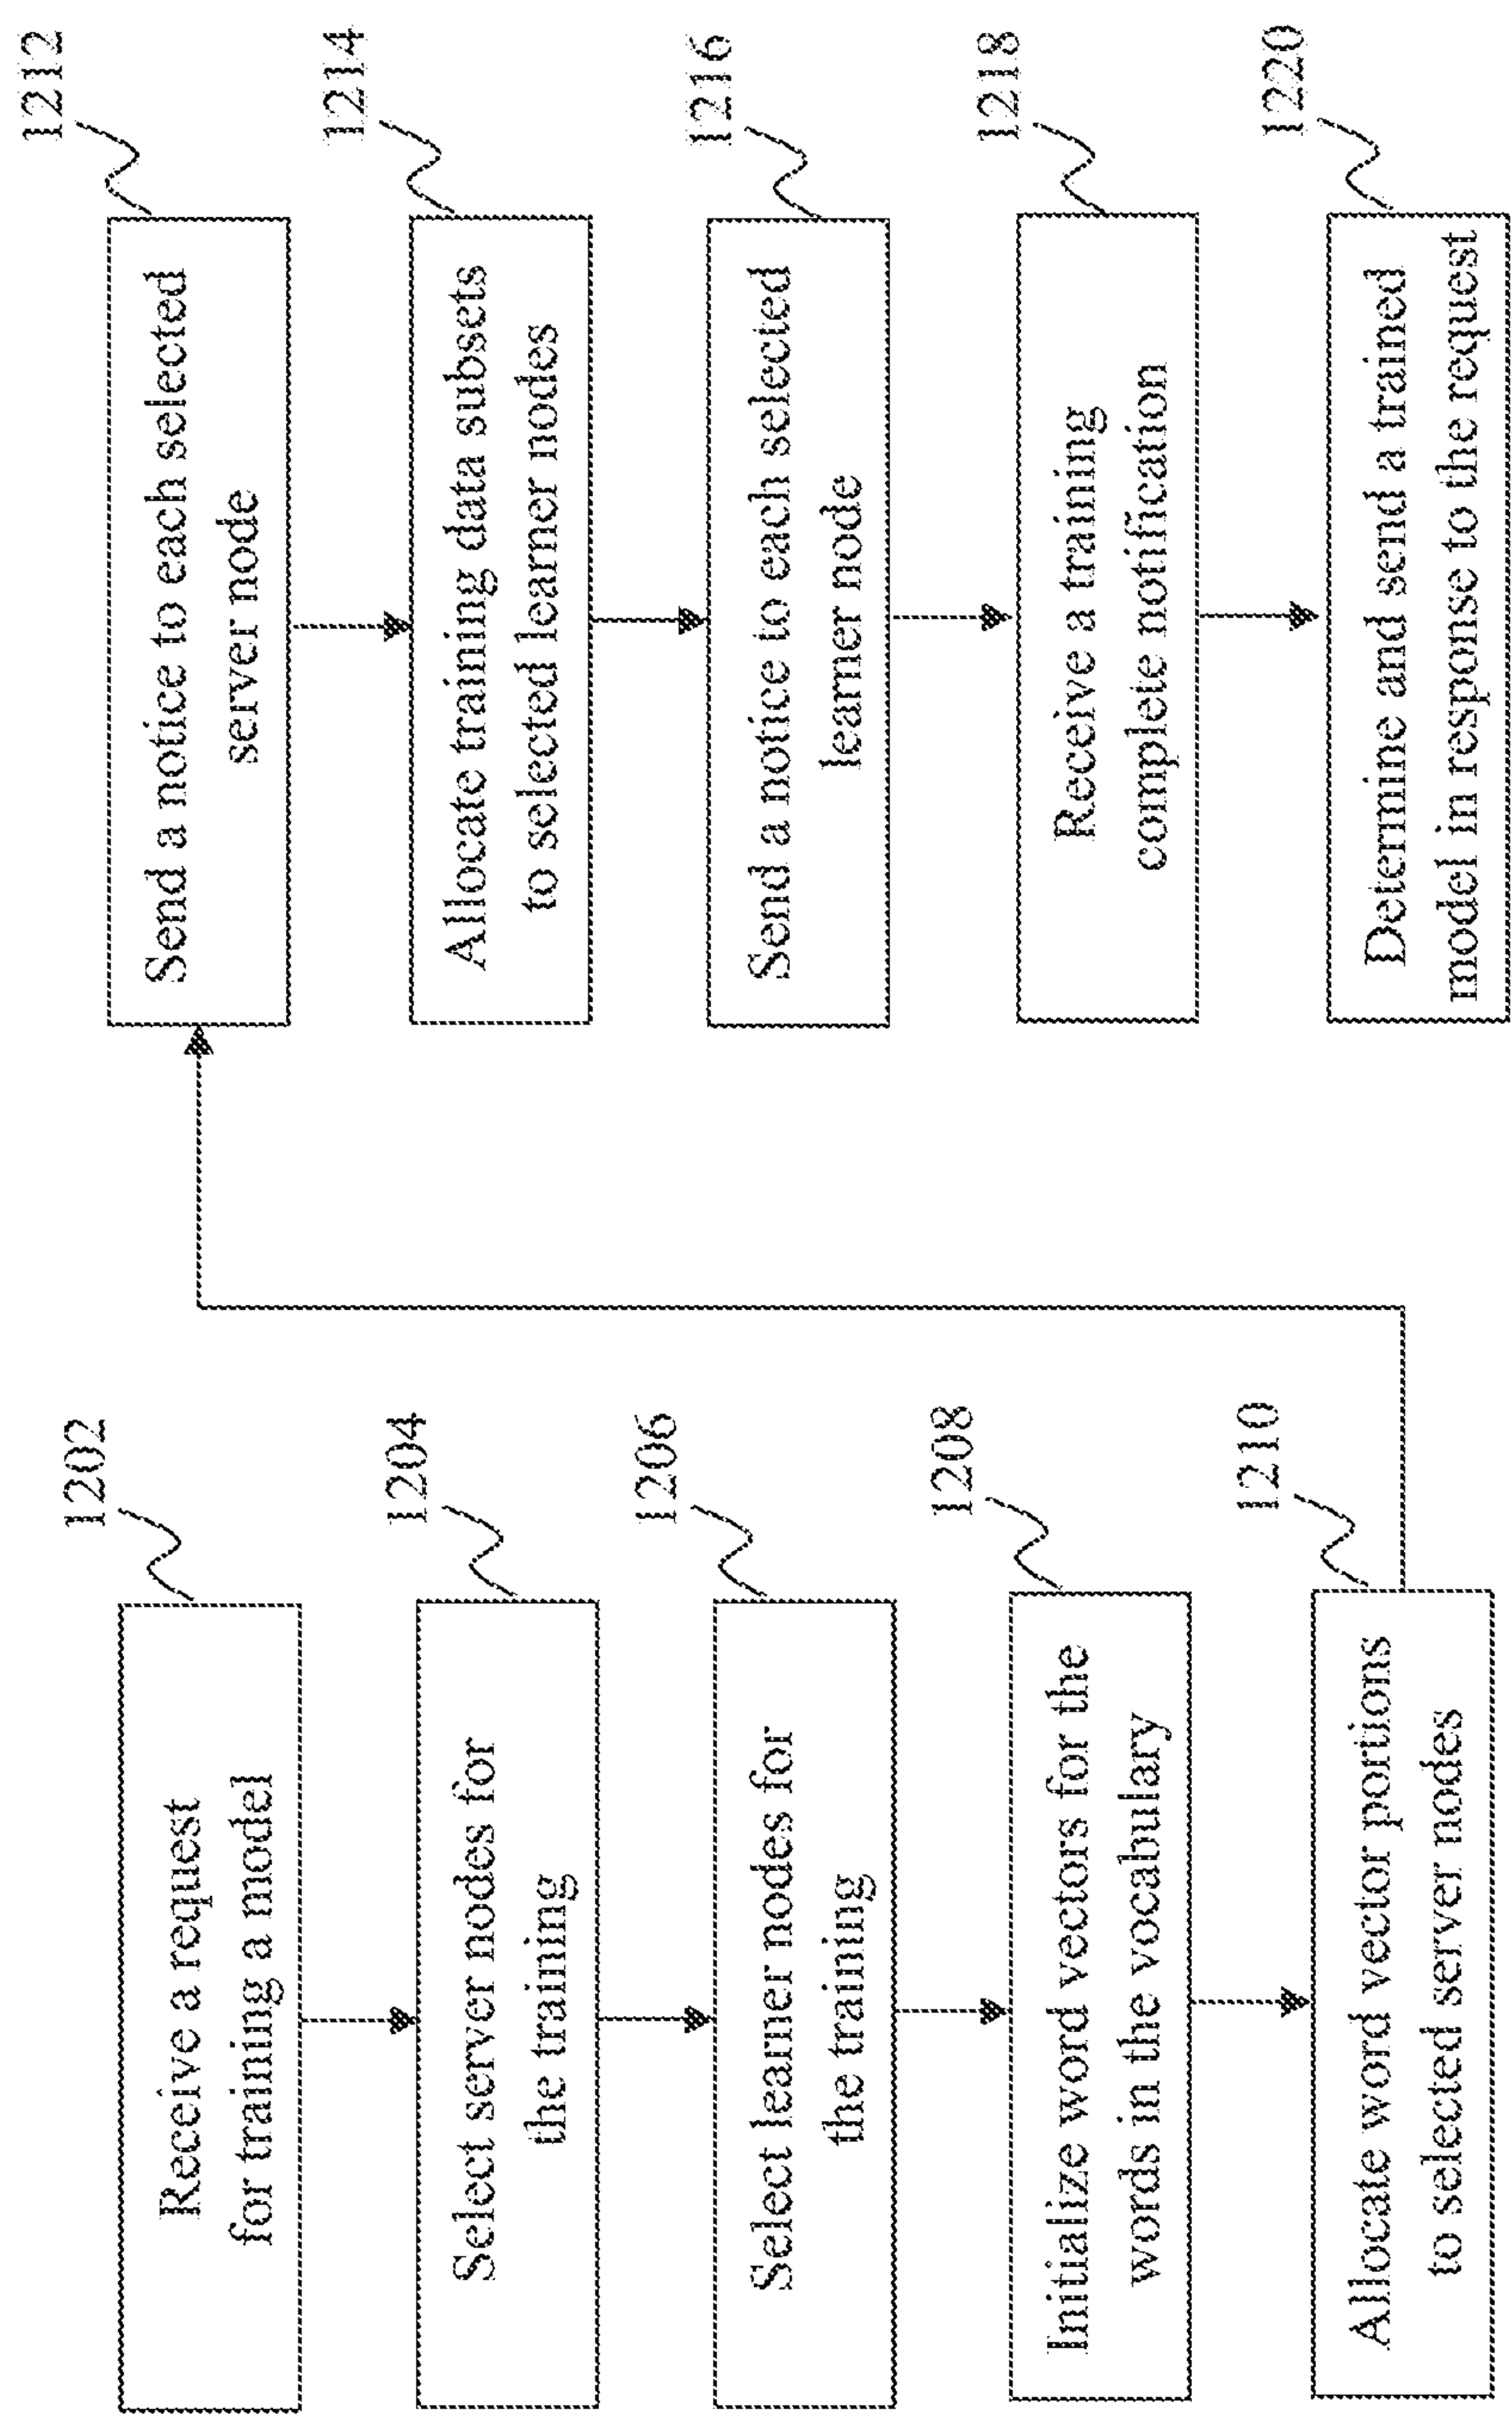 1202
Receive a request
for training a model
1204
Select server nodes for
the training
1206
Select learner nodes for
the training
1208
Initialize word vectors for the
words in the vocabulary
1210
Allocate word vector portions
to selected server nodes
1212
Send a notice to each selected
server node
1214
Allocate training data subsets
to selected learner nodes
1216
Send a notice to each selected
learner node
1218
Receive a training
complete notification
1220
Determine and send a trained
model in response to the request